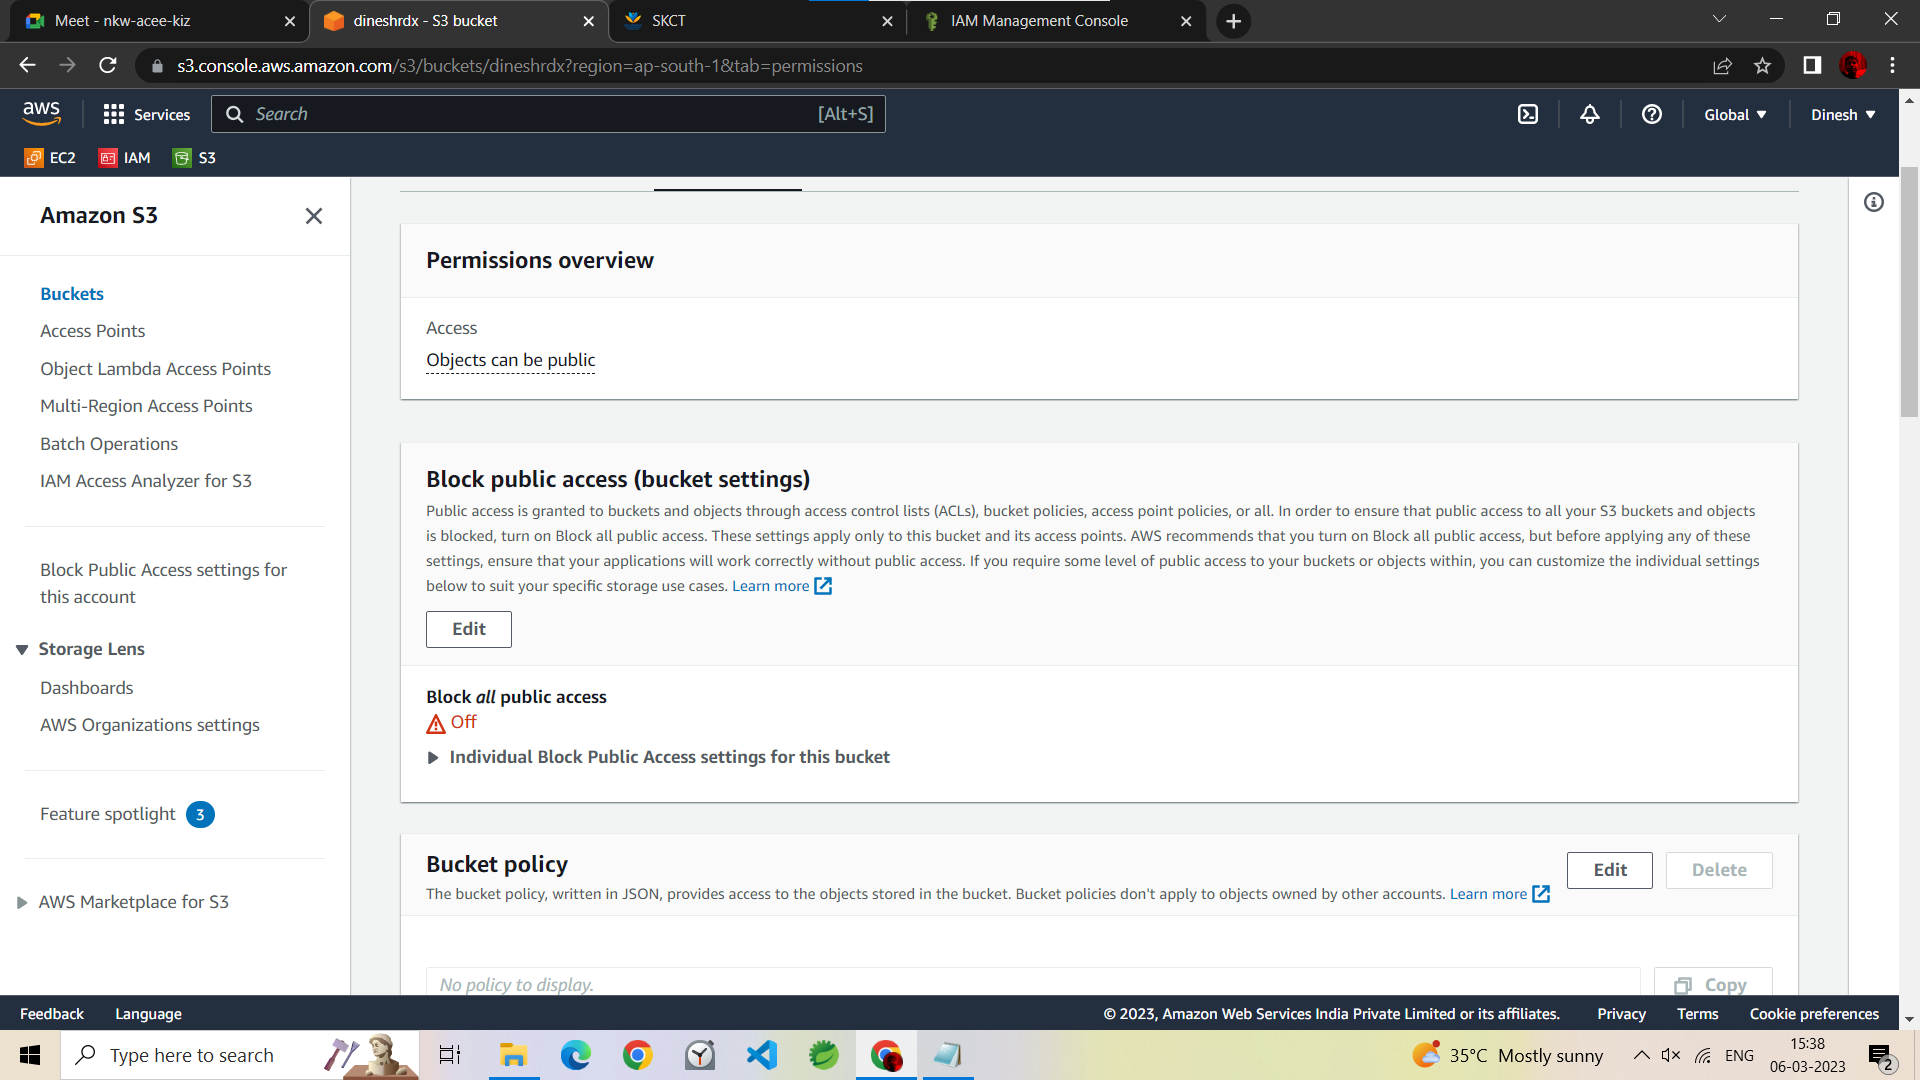 Meet - nkw-acee-kiz
dineshrdx - S3 bucket
SKCT
IAM Management Console
s3.console.aws.amazon.com/s3/buckets/dineshrdx?region=ap-south-1&tab=permissions
aws
Services
Search
[Alt+S]
Global
Dinesh
EC2
IAM
S3
Amazon S3
Buckets
Access Points
Object Lambda Access Points
Multi-Region Access Points
Batch Operations
IAM Access Analyzer for S3
Block Public Access settings for
this account
Storage Lens
Dashboards
AWS Organizations settings
Feature spotlight 3
AWS Marketplace for S3
Permissions overview
Access
Objects can be public
Block public access (bucket settings)
Public access is granted to buckets and objects through access control lists (ACLs), bucket policies, access point policies, or all. In order to ensure that public access to all your S3 buckets and objects
is blocked, turn on Block all public access. These settings apply only to this bucket and its access points. AWS recommends that you turn on Block all public access, but before applying any of these
settings, ensure that your applications will work correctly without public access. If you require some level of public access to your buckets or objects within, you can customize the individual settings
below to suit your specific storage use cases. Learn more
Edit
Block all public access
Off
Individual Block Public Access settings for this bucket
Bucket policy
The bucket policy, written in JSON, provides access to the objects stored in the bucket. Bucket policies don't apply to objects owned by other accounts. Learn more
Edit
Delete
No policy to display.
Copy
Feedback
Language
© 2023, Amazon Web Services India Private Limited or its affiliates.
Privacy
Terms
Cookie preferences
Type here to search
35°C Mostly sunny
ENG
15:38
06-03-2023
2